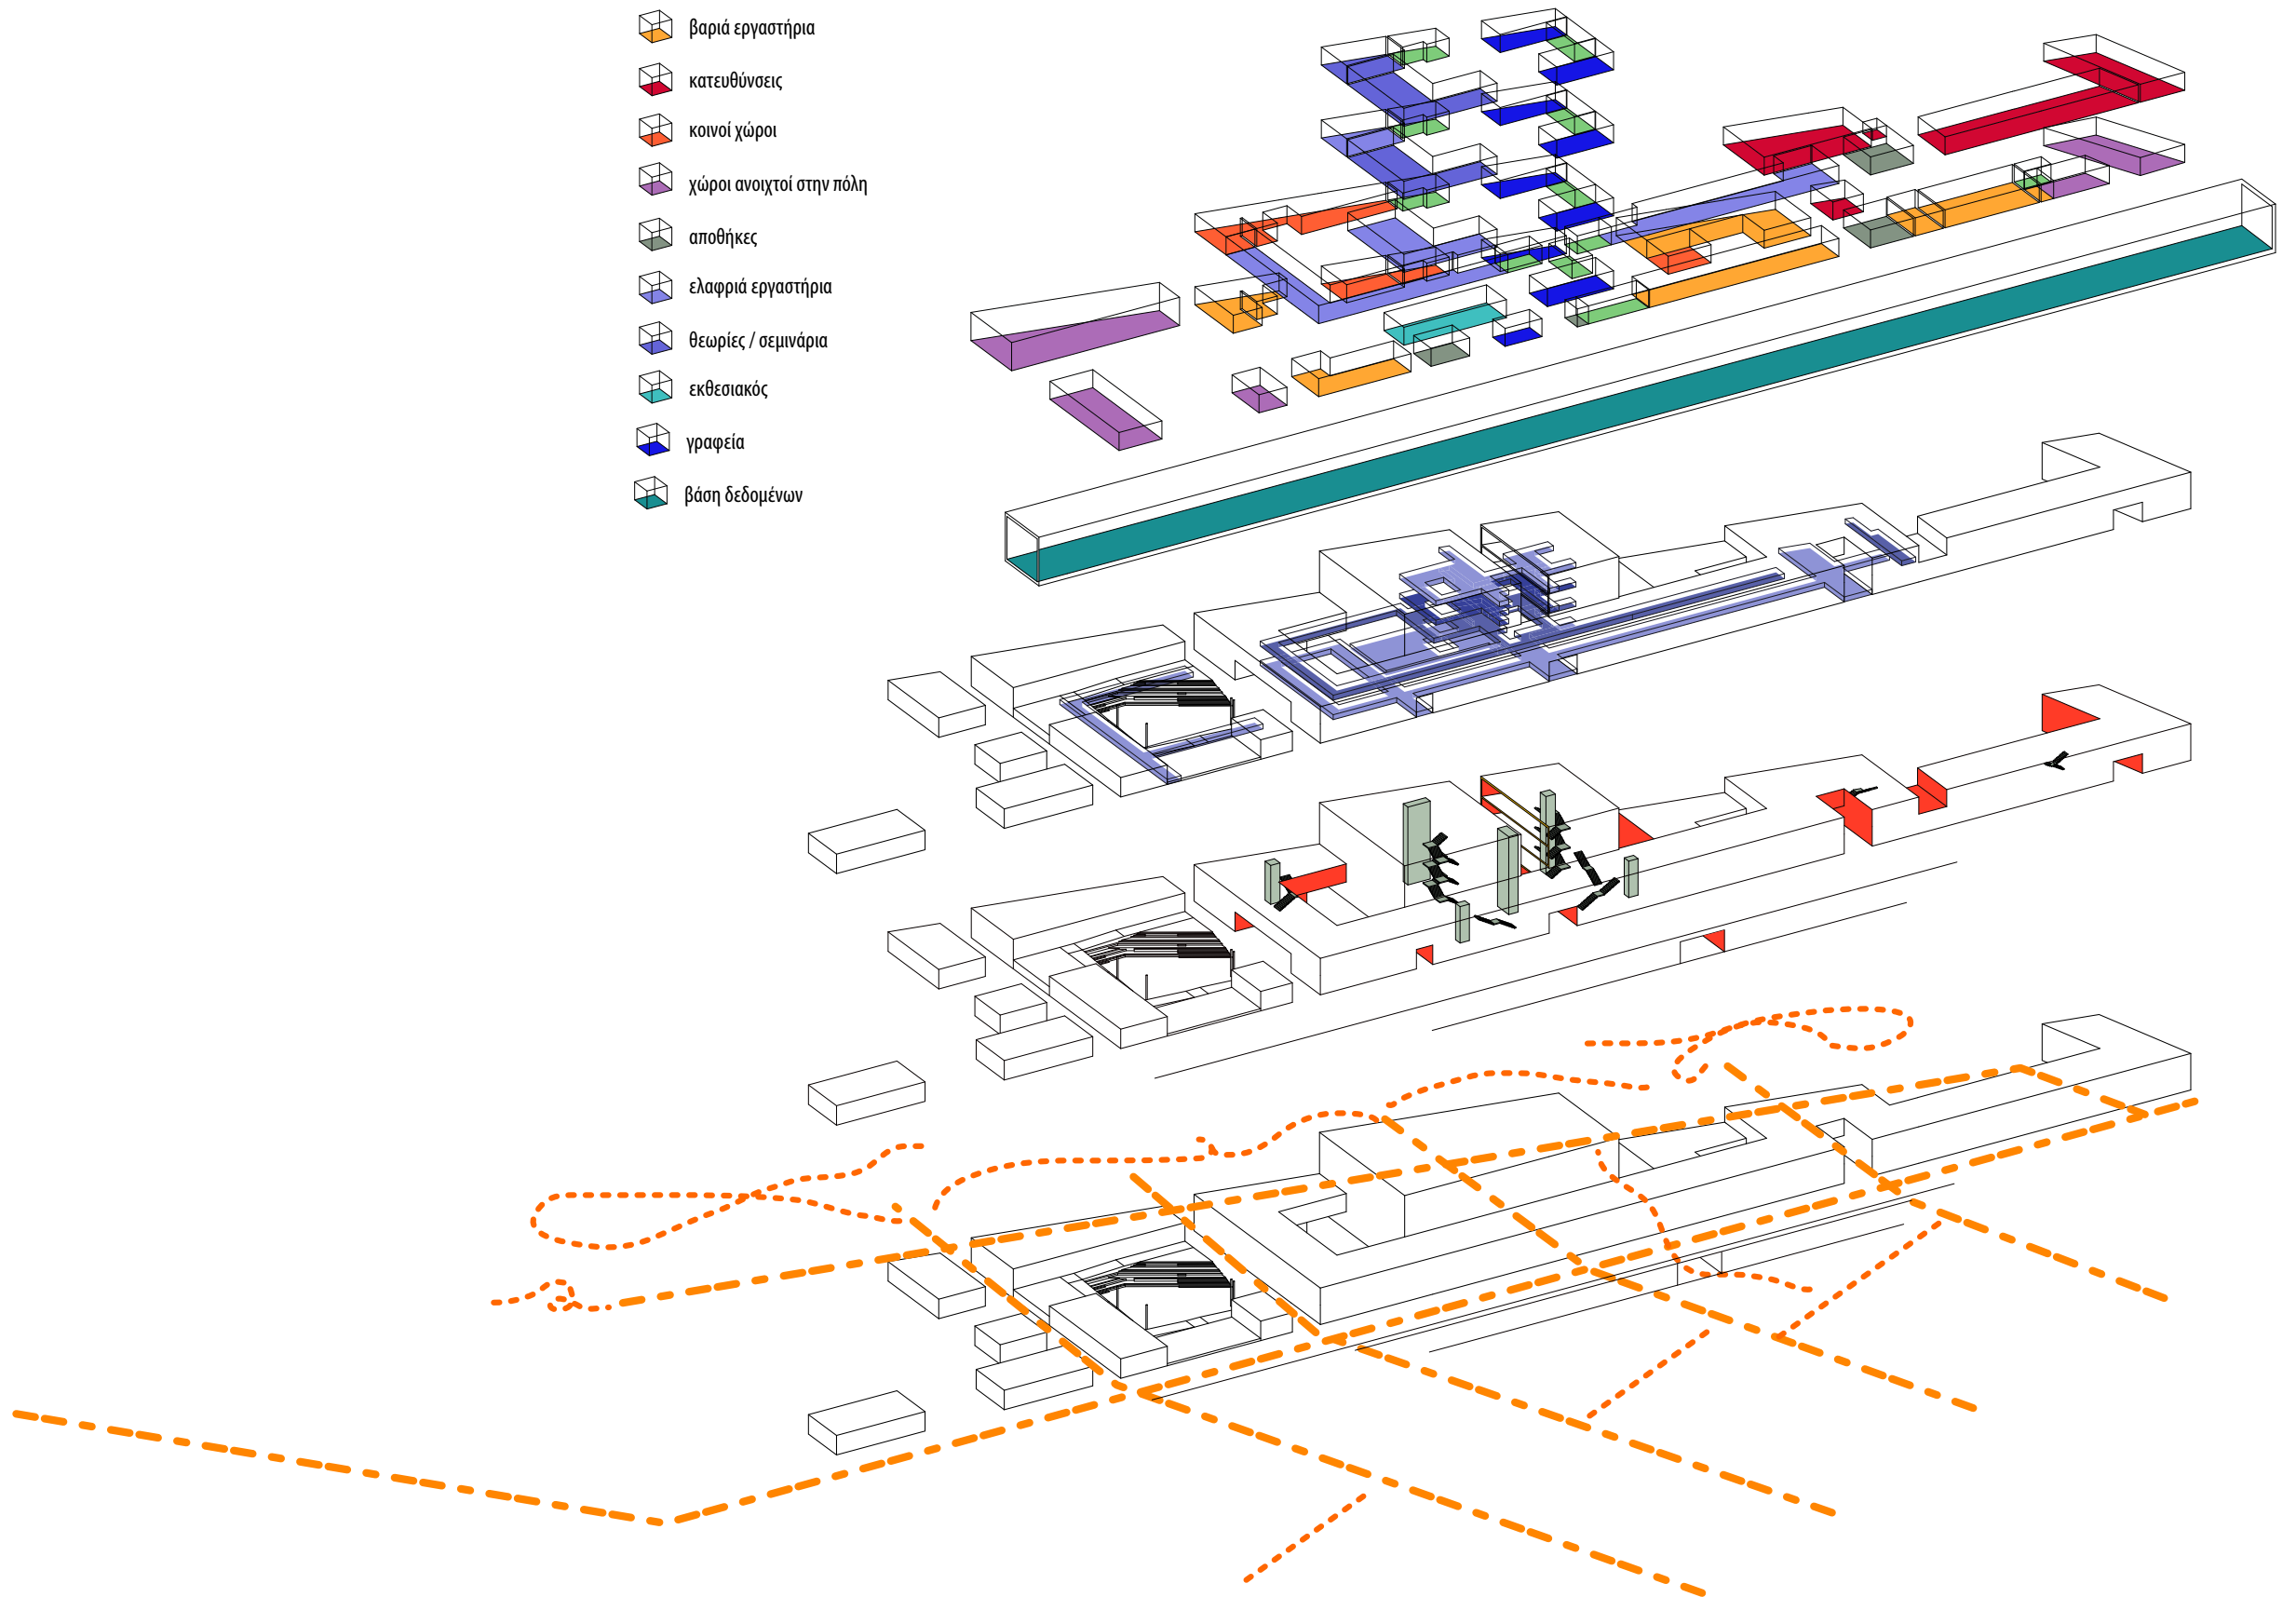 βαριά εργαστήρια
κατευθύνσεις
κοινοί χώροι
χώροι ανοιχτοί στην πόλη
αποθήκες
ελαφριά εργαστήρια
θεωρίες / σεμινάρια
εκθεσιακός
γραφεία
βάση δεδομένων